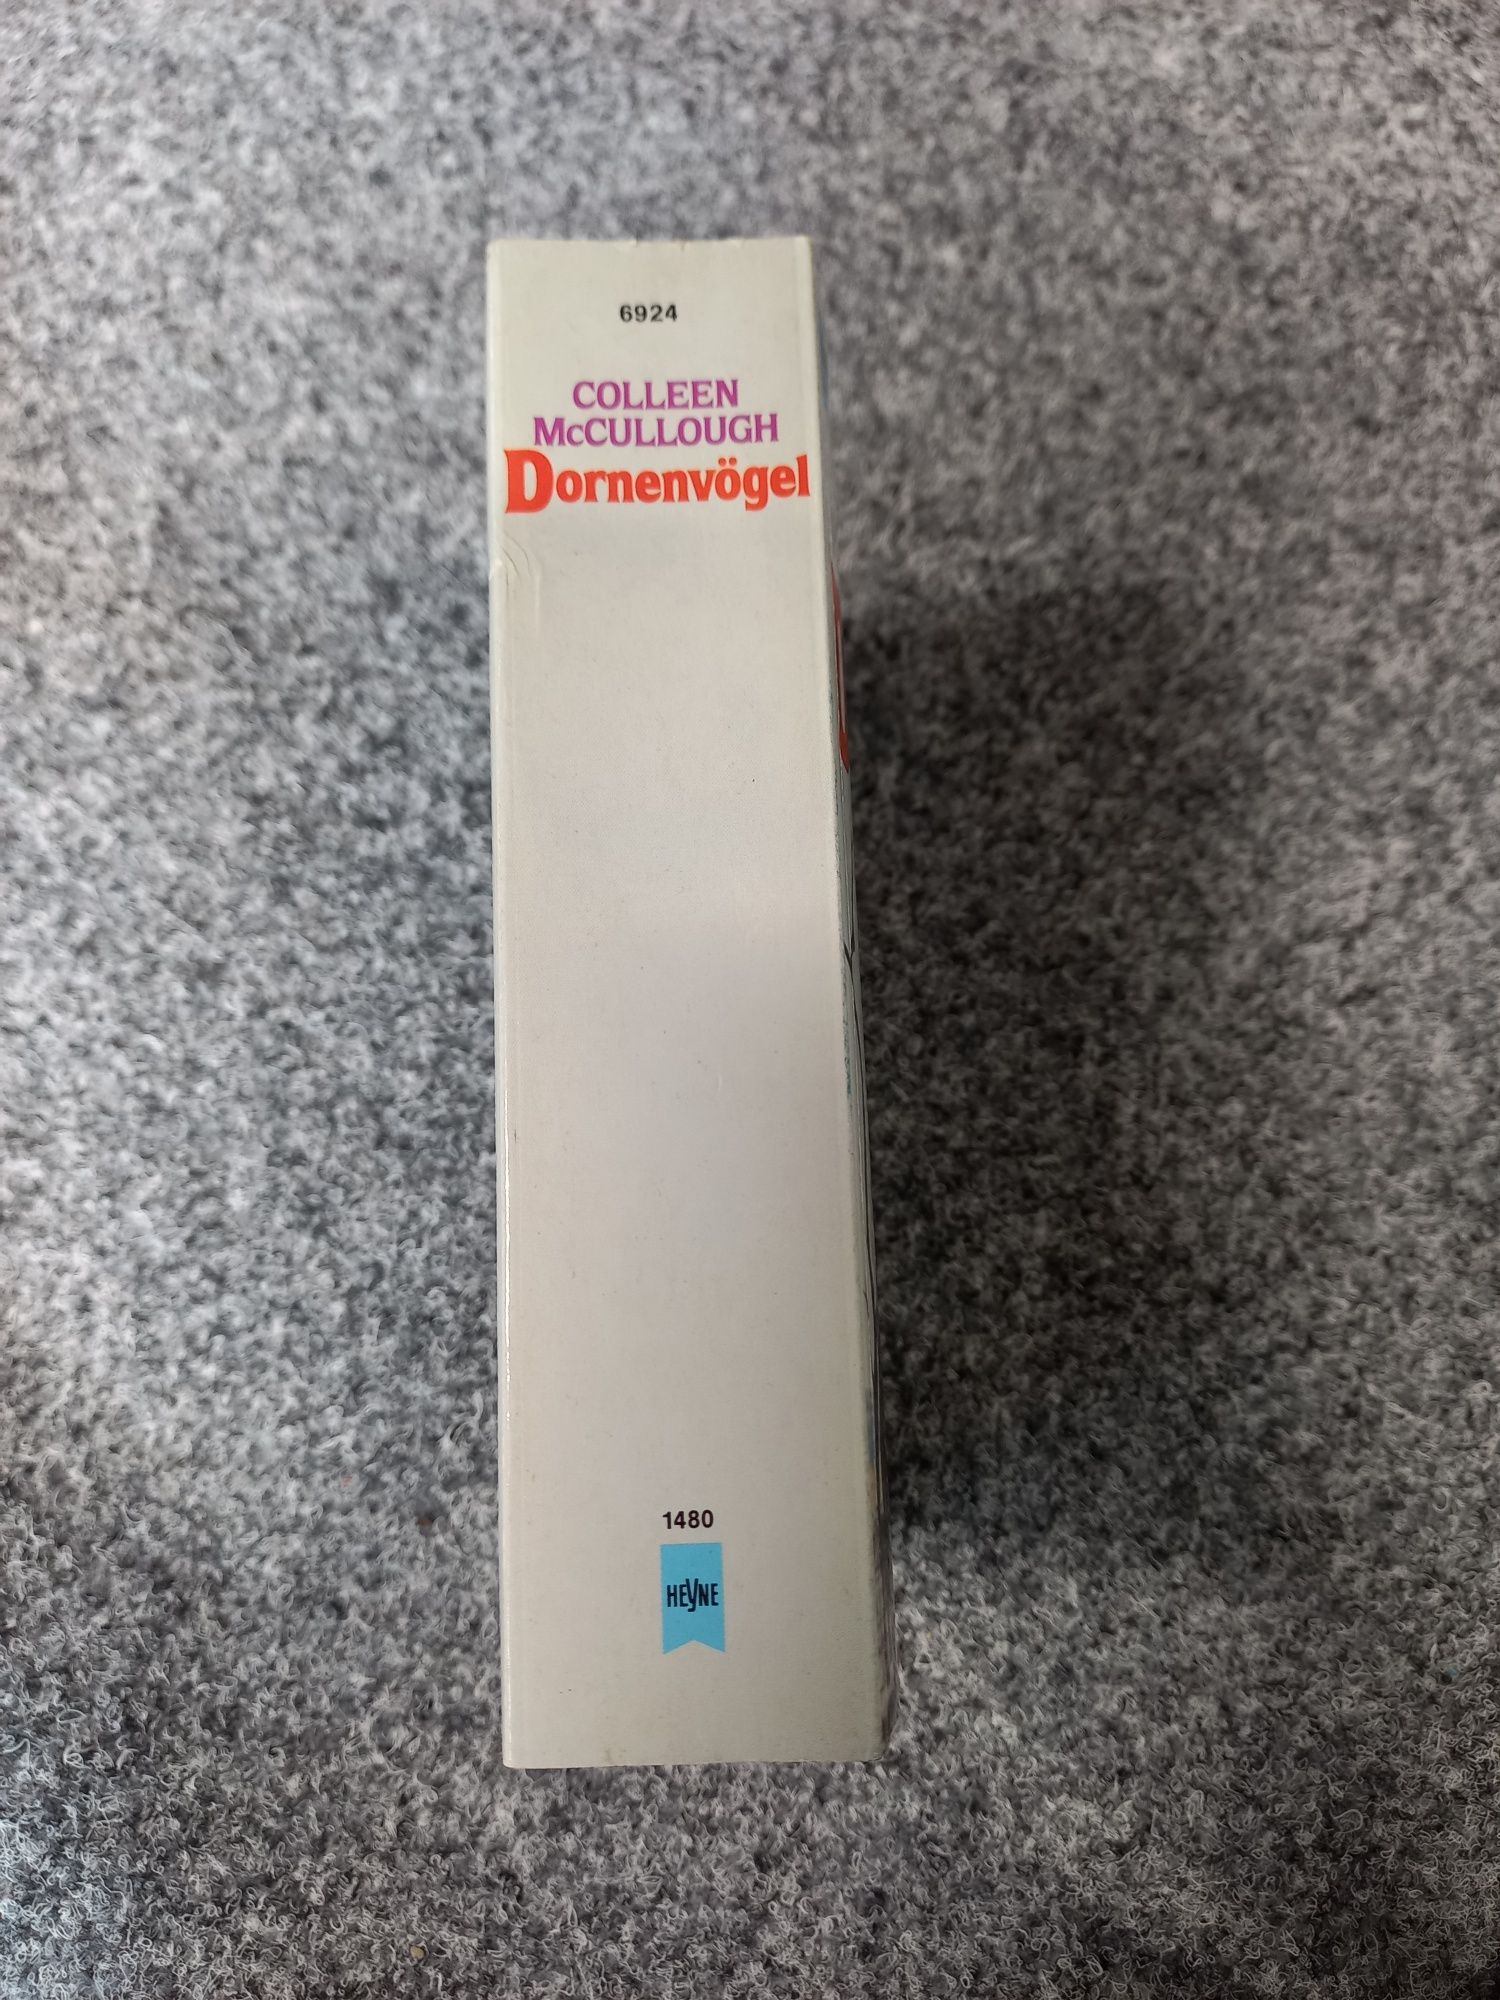 6924
COLLEEN
McCULLOUGH
Dornenvögel
1480
HEYNE